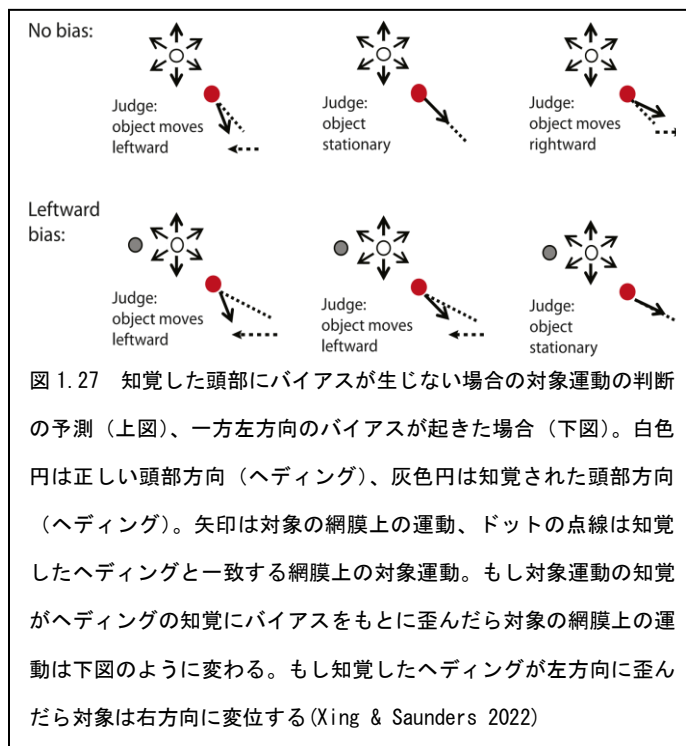 No bias:
Judge:
object moves
leftward
Judge:
object
stationary
Judge:
object moves
rightward
Leftward
bias:
Judge:
object moves
leftward
Judge:
object moves
leftward
Judge:
object
stationary
図1.27 知覚した頭部にバイアスが生じない場合の対象運動の判断
の予測（上図）、一方左方向のバイアスが起きた場合（下図）。白色
円は正しい頭部方向（ヘディング）、灰色円は知覚された頭部方向
（ヘディング）。矢印は対象の網膜上の運動、ドットの点線は知覚
したヘディングと一致する網膜上の対象運動。もし対象運動の知覚
がヘディングの知覚にバイアスをもとに歪んだら対象の網膜上の運
動は下図のように変わる。もし知覚したヘディングが左方向に歪ん
だら対象は右方向に変位する(Xing & Saunders 2022)